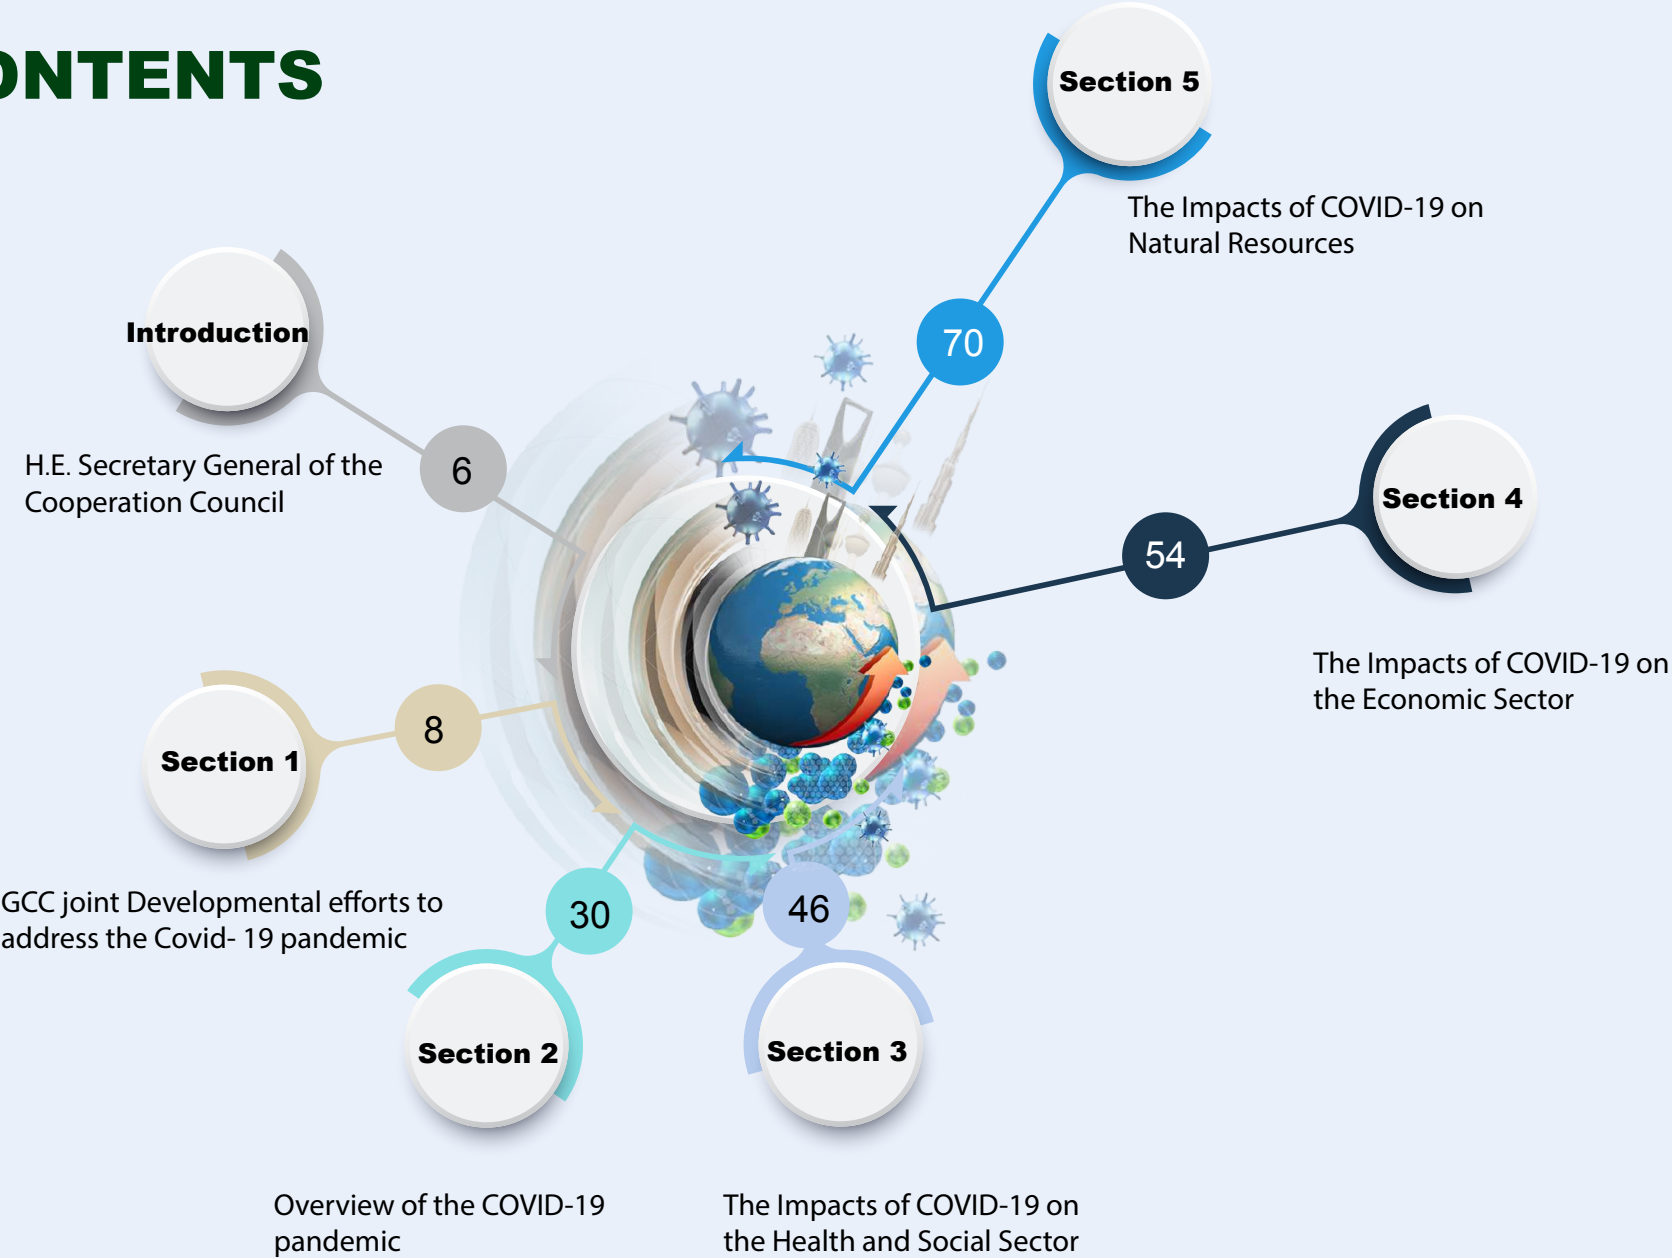 ONTENTS
Introduction
6
H.E. Secretary General of the
Cooperation Council
Section 1
8
GCC joint Developmental efforts to
address the Covid- 19 pandemic
30
Section 2
Overview of the COVID-19
pandemic
46
Section 3
The Impacts of COVID-19 on
the Health and Social Sector
Section 4
54
The Impacts of COVID-19 on
the Economic Sector
Section 5
The Impacts of COVID-19 on
Natural Resources
70